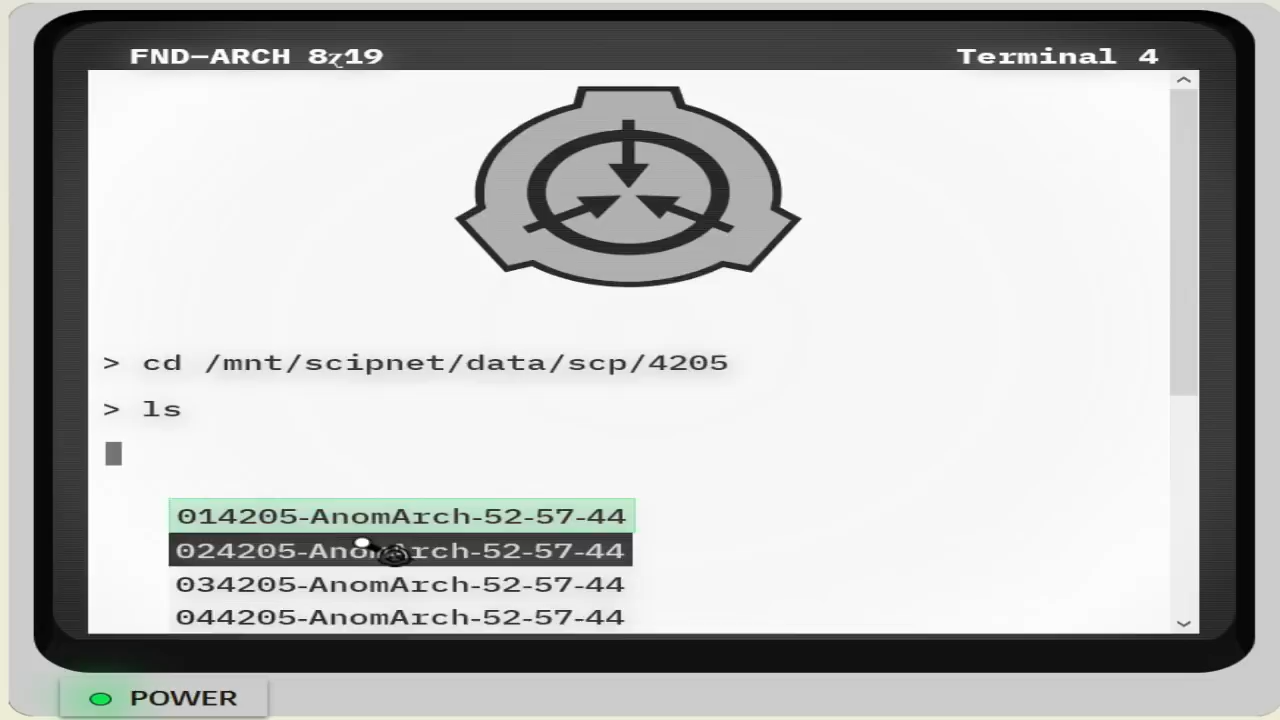 FND—ARCH 8ɀ19
Terminal 4
> cd /mnt/scipnet/data/scp/4205
> ls
014205-AnomArch-52-57-44
024205-AnomArch-52-57-44
034205-AnomArch-52-57-44
044205-AnomArch-52-57-44
POWER